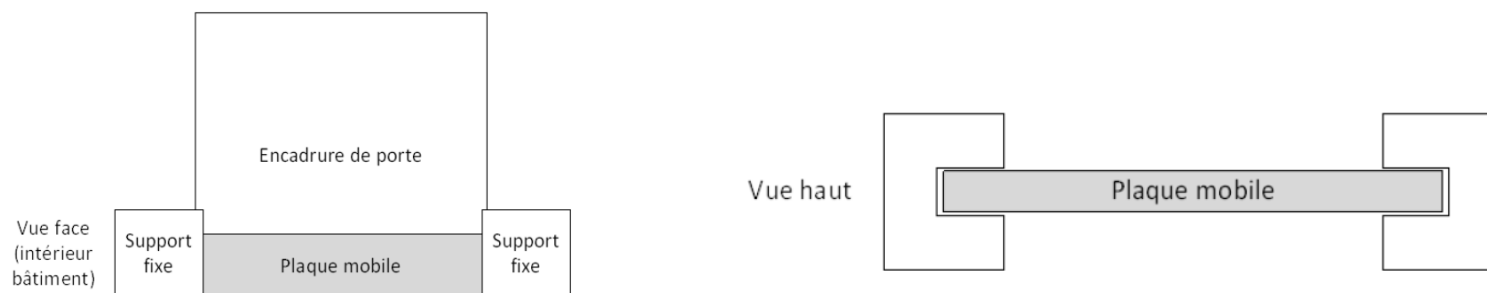 Encadrure de porte
Vue face
(intérieur
bâtiment)
Support
fixe
Plaque mobile
Support
fixe
Vue haut
Plaque mobile